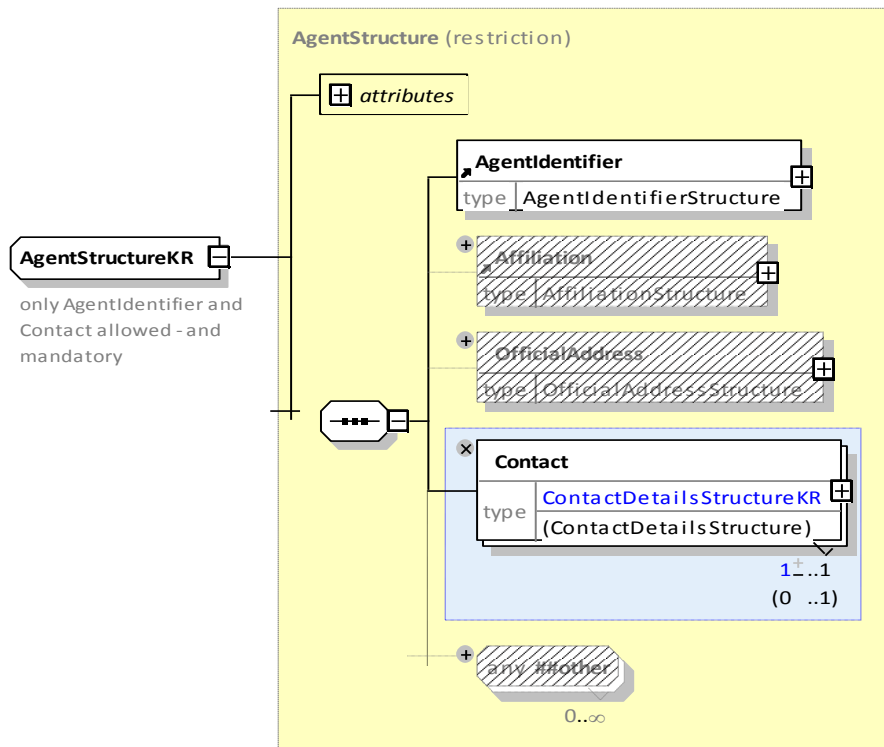 AgentStructure (restriction)
attributes
AgentIdentifier
type AgentIdentifierStructure
AgentStructureKR
only AgentIdentifier and
Contact allowed - and
mandatory
Affiliation
type AffiliationStructure
OfficialAddress
type OfficialAddressStructure
Contact
type
ContactDetailsStructureKR
(ContactDetailsStructure)
1..1
(0 ..1)
any ##other
0..∞